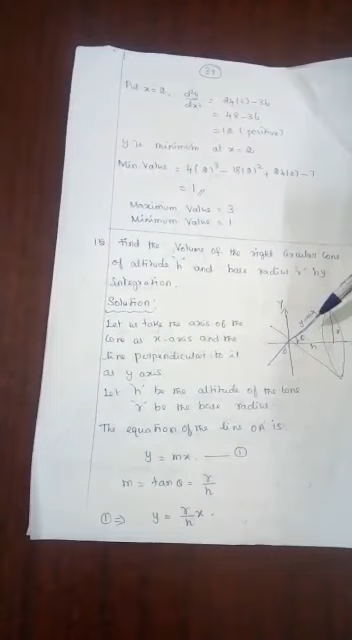 (39)
Put x = 2, d²y/dx² = 24(2) - 36
= 48 - 36
= 12 (positive)
y is minimum at x = 2
Min Value = 4(2)³ - 18(2)² + 24(2) - 7
= 1 //
Maximum Value = 3
Minimum Value = 1
Find the Volume of the right circular Cone
of altitude 'h' and base radius 'r' by
integration.
Solution:
Let us take the axis of the
Cone as x-axis and the
line perpendicular to it
as y axis.
Let 'h' be the altitude of the Cone
'r' be the base radius
The equation of the line OA is
y = mx. —— ①
m = tan θ = r/h
① ⇒ y = r/h x.
Y
O
θ
h
r